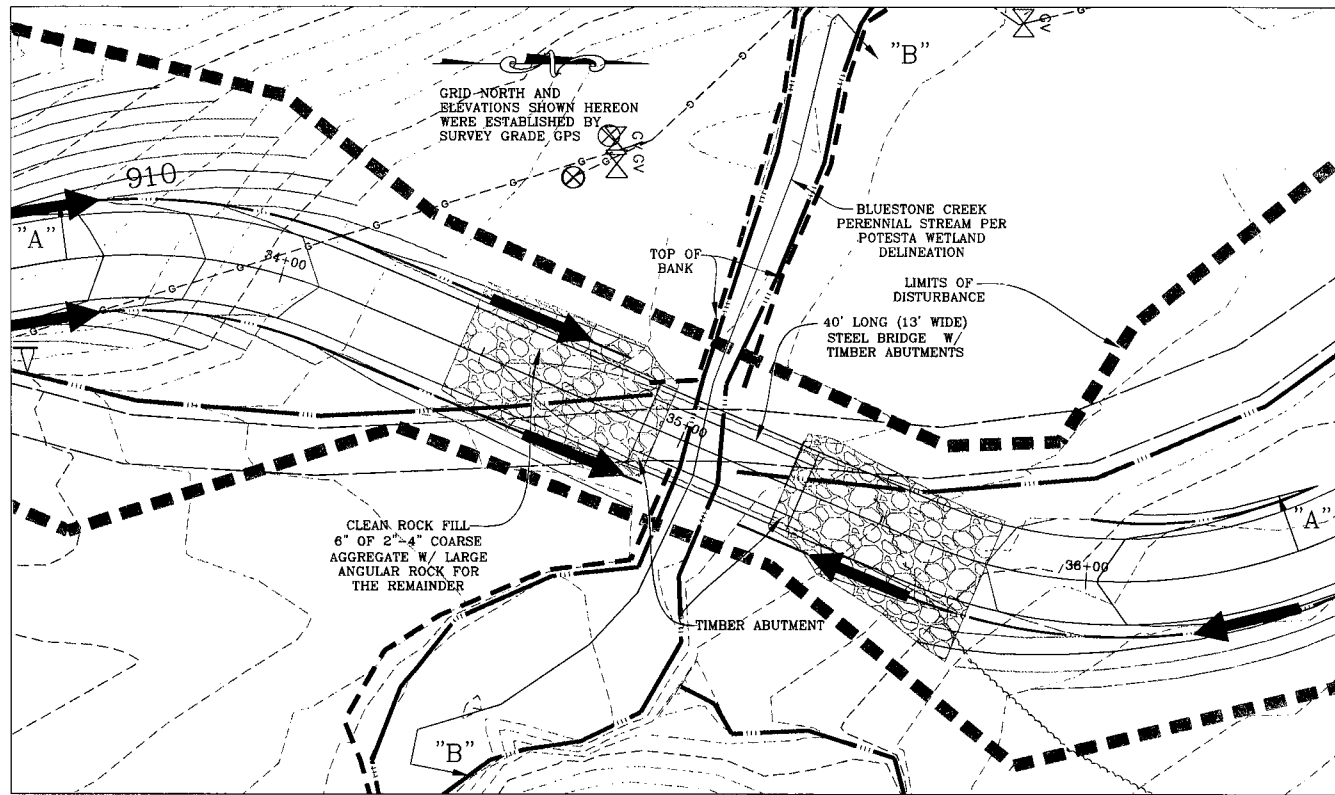 GV
"B"
GRID NORTH AND
ELEVATIONS SHOWN HEREON
WERE ESTABLISHED BY
SURVEY GRADE GPS
G
G
GV
GV
G
G
G
910
G
"A"
BLUESTONE CREEK
PERENNIAL STREAM PER
POTESTA WETLAND
DELINEATION
TOP OF
BANK
34+00
G
G
LIMITS OF
DISTURBANCE
G
G
40' LONG (13' WIDE)
STEEL BRIDGE W/
TIMBER ABUTMENTS
35+00
CLEAN ROCK FILL
6" OF 2"-4" COARSE
AGGREGATE W/ LARGE
ANGULAR ROCK FOR
THE REMAINDER
"A"
36+00
TIMBER ABUTMENT
"B"